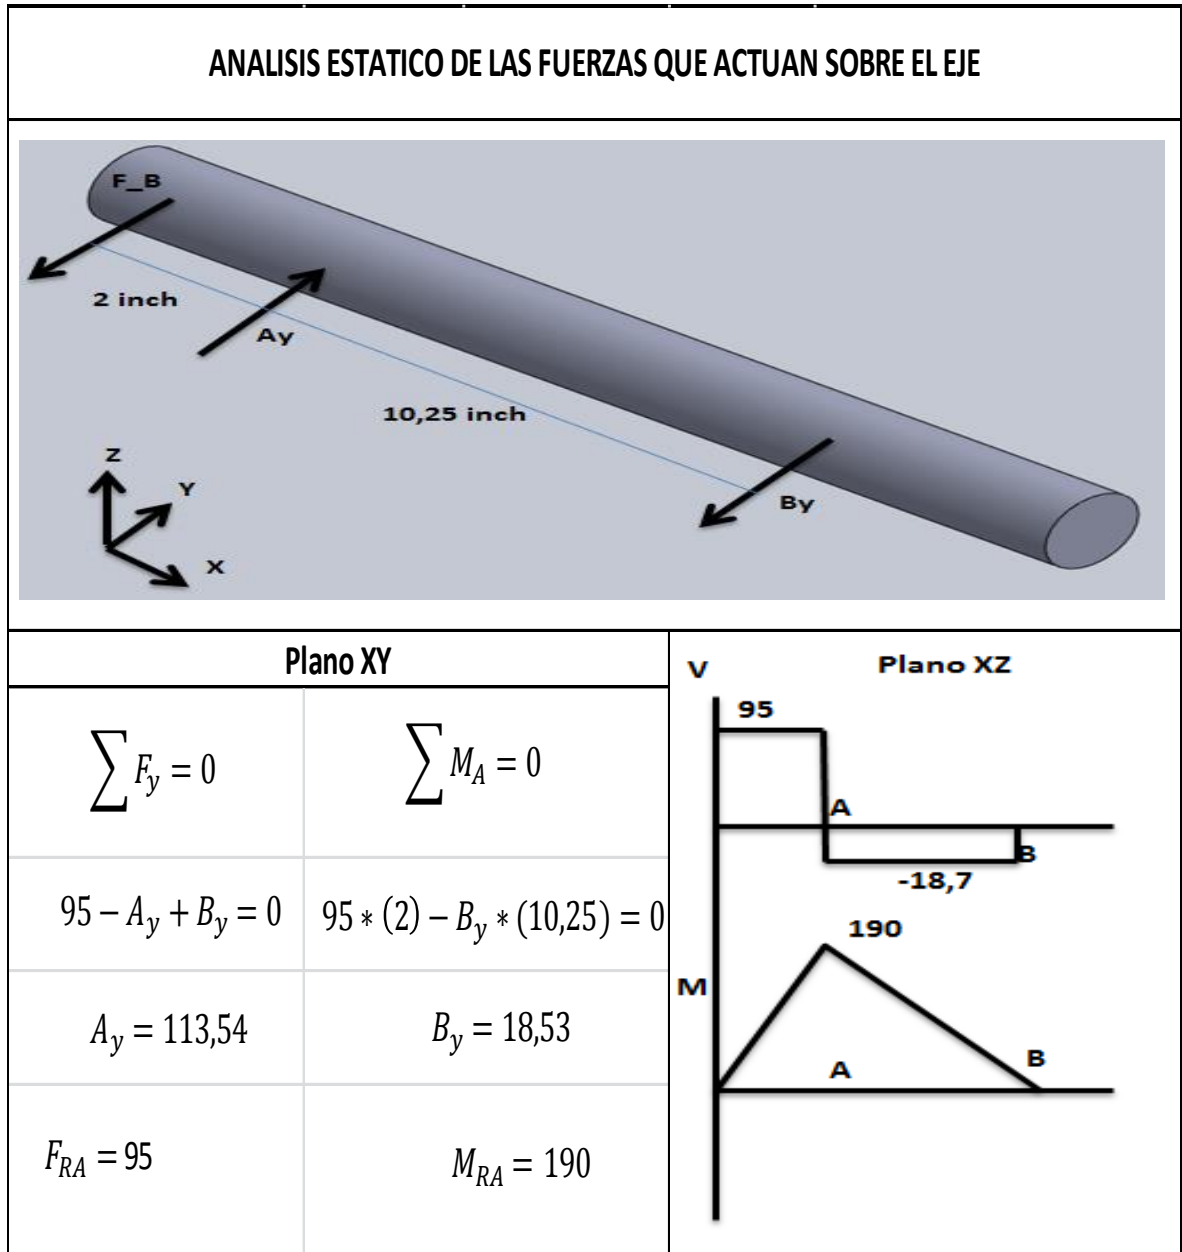 ANALISIS ESTATICO DE LAS FUERZAS QUE ACTUAN SOBRE EL EJE
F_B
2 inch
Ay
10,25 inch
By
Z
Y
X
Plano XY
∑ F_y = 0
∑ M_A = 0
95 − A_y + B_y = 0
95 ∗ (2) − B_y ∗ (10,25) = 0
A_y = 113,54
B_y = 18,53
F_RA = 95
M_RA = 190
V
Plano XZ
95
A
B
-18,7
190
M
A
B